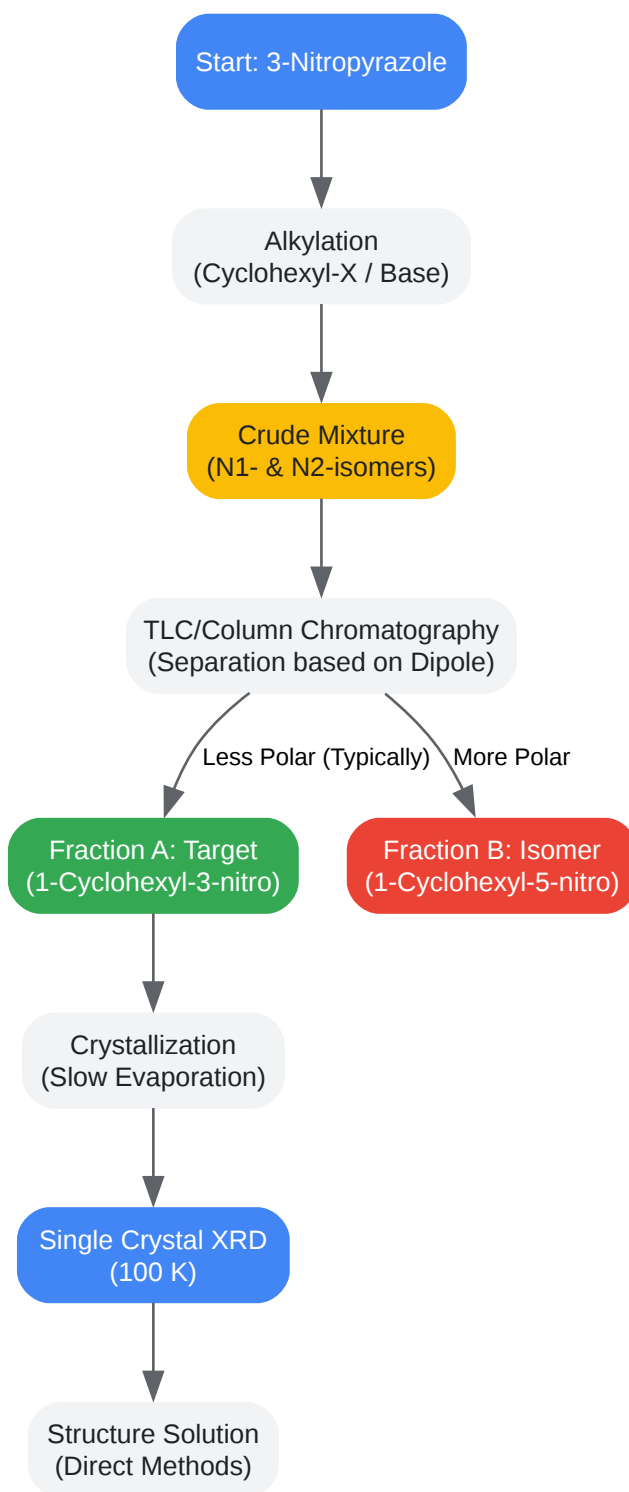 Start: 3-Nitropyrazole
Alkylation
(Cyclohexyl-X / Base)
Crude Mixture
(N1- & N2-isomers)
TLC/Column Chromatography
(Separation based on Dipole)
Less Polar (Typically)
More Polar
Fraction A: Target
(1-Cyclohexyl-3-nitro)
Fraction B: Isomer
(1-Cyclohexyl-5-nitro)
Crystallization
(Slow Evaporation)
Single Crystal XRD
(100 K)
Structure Solution
(Direct Methods)